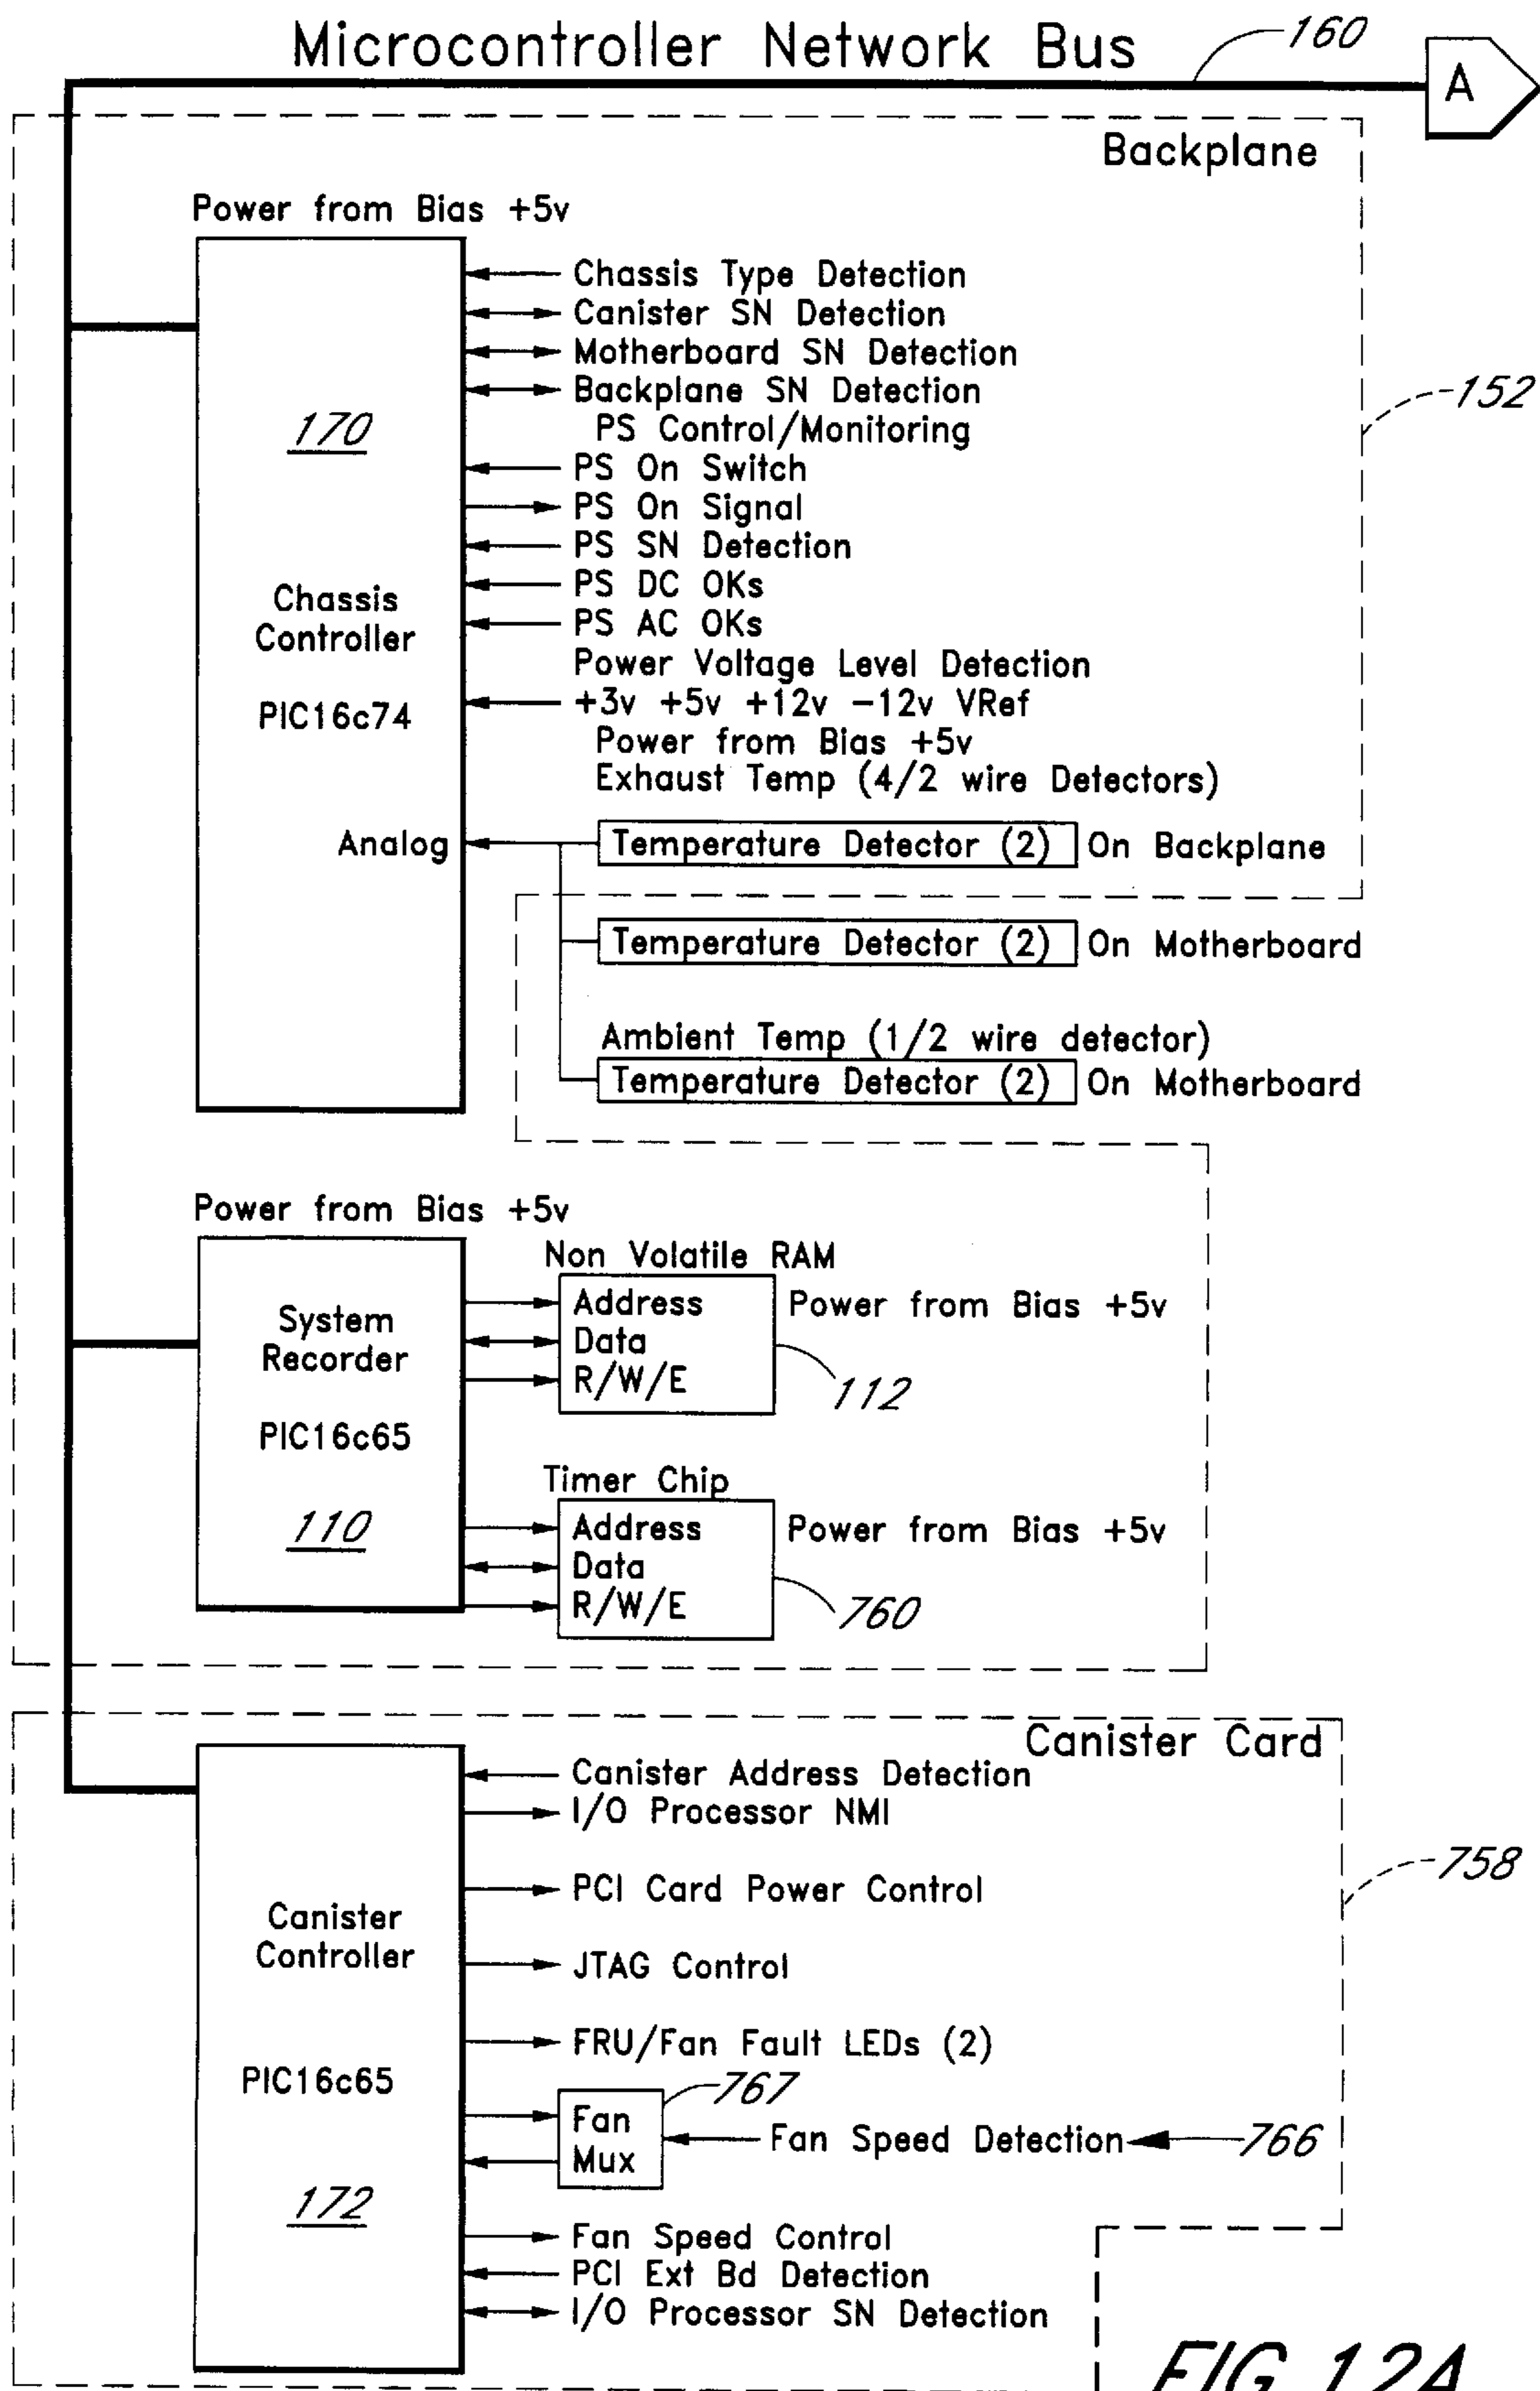 Microcontroller Network Bus
160
A
Backplane
Power from Bias +5v
Chassis Type Detection
Canister SN Detection
Motherboard SN Detection
Backplane SN Detection
152
170
PS Control/Monitoring
PS On Switch
PS On Signal
PS SN Detection
PS DC OKs
PS AC OKs
Chassis
Controller
Power Voltage Level Detection
+3v +5v +12v -12v VRef
PIC16c74
Power from Bias +5v
Exhaust Temp (4/2 wire Detectors)
Analog
Temperature Detector (2) On Backplane
Temperature Detector (2) On Motherboard
Ambient Temp (1/2 wire detector)
Temperature Detector (2) On Motherboard
Power from Bias +5v
Non Volatile RAM
System
Recorder
Address
Data
R/W/E
Power from Bias +5v
112
PIC16c65
Timer Chip
110
Address
Data
R/W/E
Power from Bias +5v
760
Canister Card
Canister Address Detection
I/O Processor NMI
PCI Card Power Control
758
Canister
Controller
JTAG Control
FRU/Fan Fault LEDs (2)
PIC16c65
767
Fan
Mux
Fan Speed Detection
766
172
Fan Speed Control
PCI Ext Bd Detection
I/O Processor SN Detection
FIG. 12A